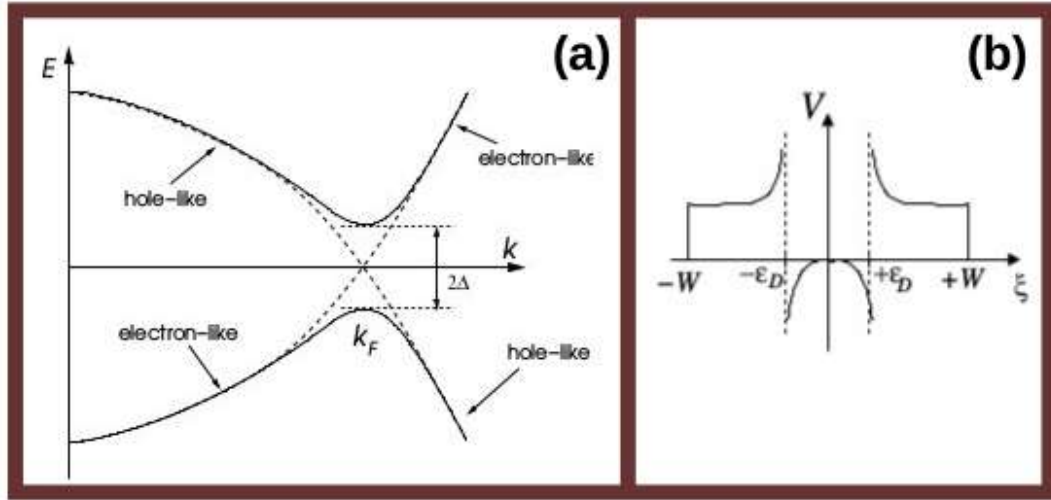 (a)
E
electron-like
hole-like
k
2Δ
electron-like
k_F
hole-like
(b)
V
-W
-ε_D
+ε_D
+W
ξ